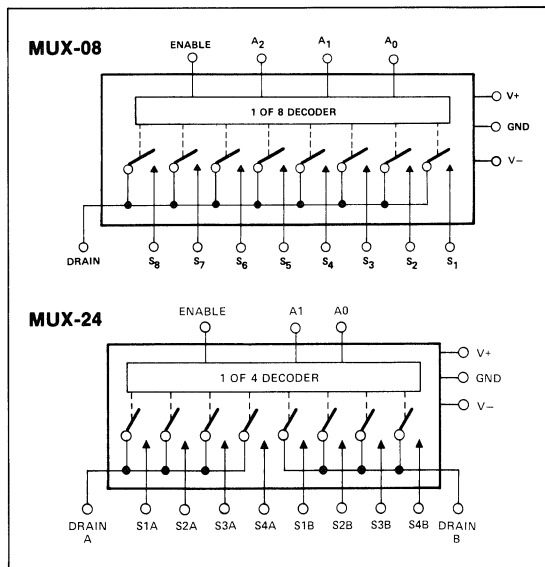 MUX-08
ENABLE A2 A1 A0
1 OF 8 DECODER
V+
GND
V−
DRAIN S8 S7 S6 S5 S4 S3 S2 S1
MUX-24
ENABLE A1 A0
1 OF 4 DECODER
V+
GND
V−
DRAIN A S1A S2A S3A S4A S1B S2B S3B S4B DRAIN B